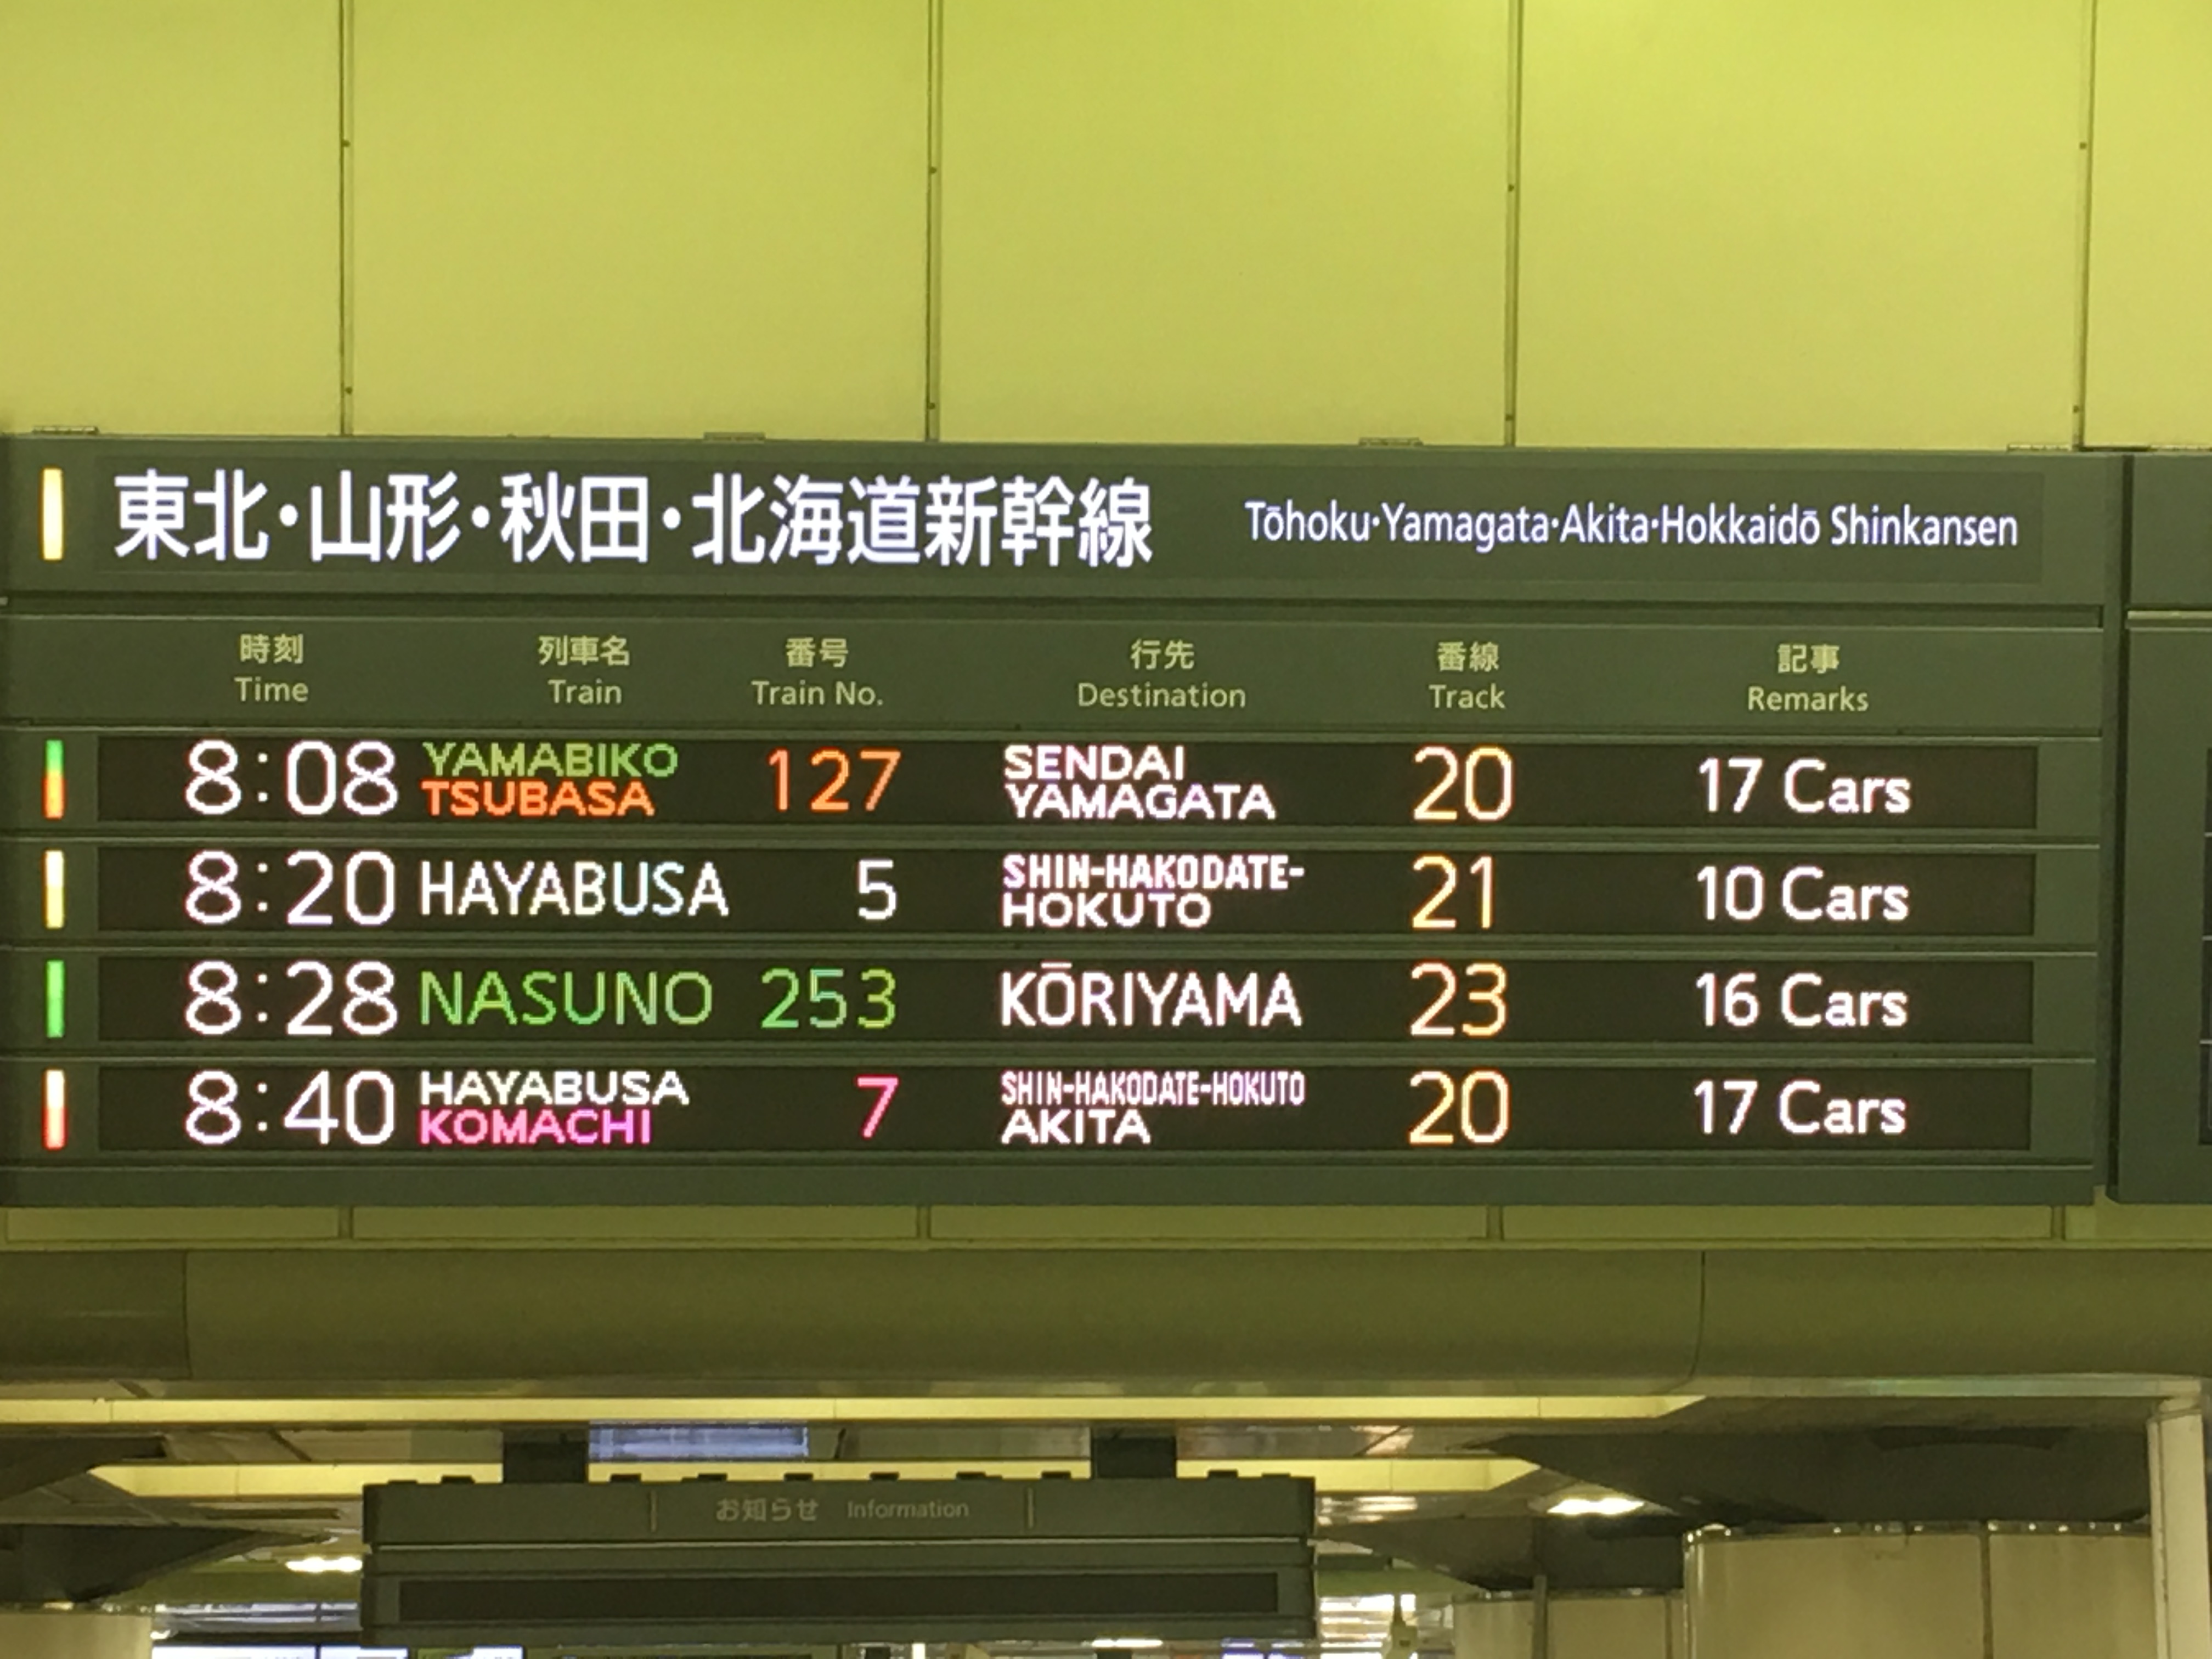 東北・山形・秋田・北海道新幹線 Tōhoku・Yamagata・Akita・Hokkaidō Shinkansen
時刻 列車名 番号 行先 番線 記事
Time Train Train No. Destination Track Remarks
8:08 YAMABIKO TSUBASA 127 SENDAI YAMAGATA 20 17 Cars
8:20 HAYABUSA 5 SHIN-HAKODATE-HOKUTO 21 10 Cars
8:28 NASUNO 253 KŌRIYAMA 23 16 Cars
8:40 HAYABUSA KOMACHI 7 SHIN-HAKODATE-HOKUTO AKITA 20 17 Cars
お知らせ Information